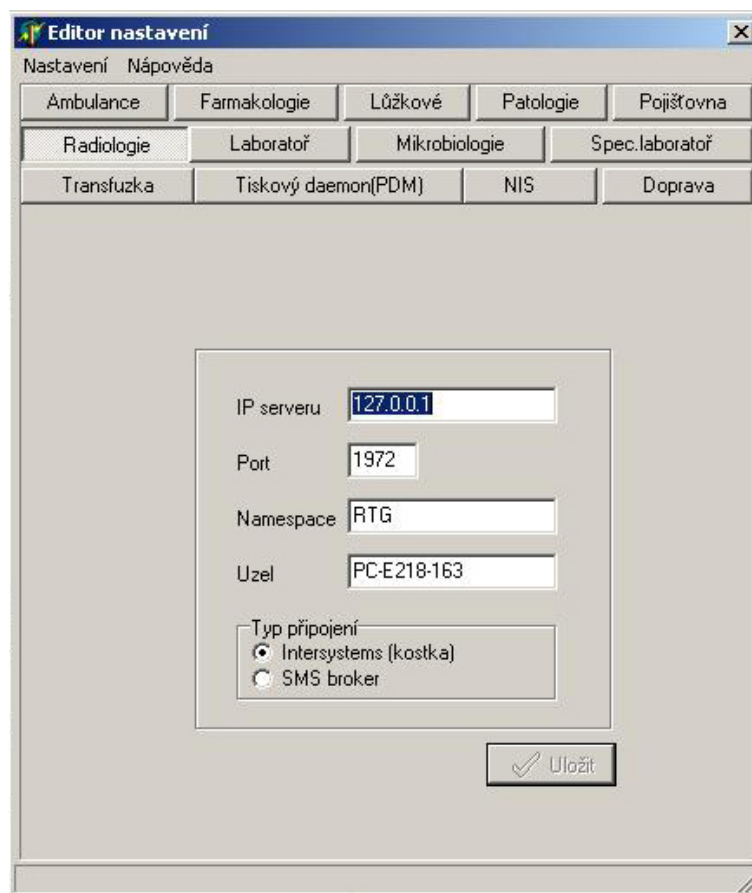 Editor nastavení
Nastavení Nápověda
Ambulance Farmakologie Lůžkové Patologie Pojišťovna
Radiologie Laboratoř Mikrobiologie Spec.laboratoř
Transfuzka Tiskový daemon(PDM) NIS Doprava
IP serveru 127.0.0.1
Port 1972
Namespace RTG
Uzel PC-E218-163
Typ připojení
Intersystems (kostka)
SMS broker
Uložit